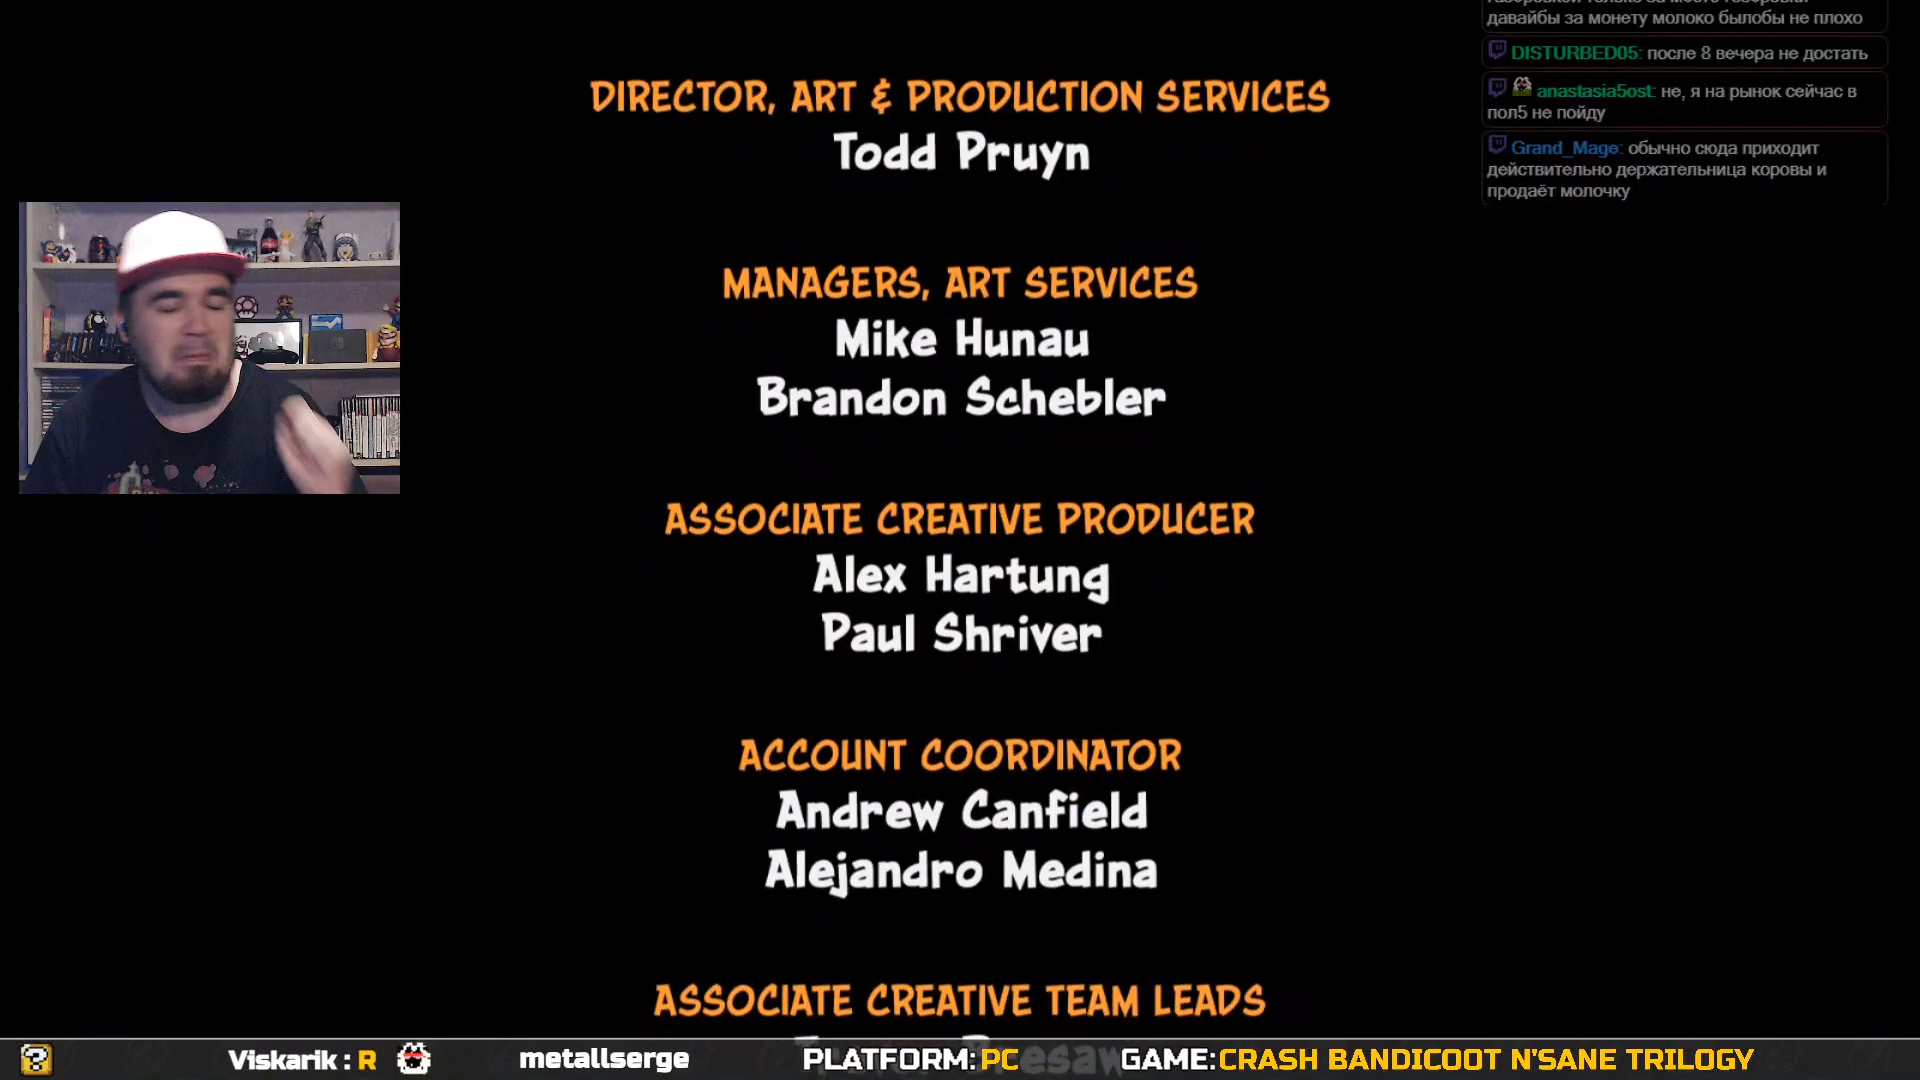 DIRECTOR, ART & PRODUCTION SERVICES
Todd Pruyn
MANAGERS, ART SERVICES
Mike Hunau
Brandon Schebler
ASSOCIATE CREATIVE PRODUCER
Alex Hartung
Paul Shriver
ACCOUNT COORDINATOR
Andrew Canfield
Alejandro Medina
ASSOCIATE CREATIVE TEAM LEADS
давайбы за монету молоко былобы не плохо
DISTURBED05: после 8 вечера не достать
anastasia5ost: не, я на рынок сейчас в
пол5 не пойду
Grand_Mage: обычно сюда приходит
действительно держательница коровы и
продаёт молочку
Viskarik : R metallserge PLATFORM: PC GAME: CRASH BANDICOOT N'SANE TRILOGY